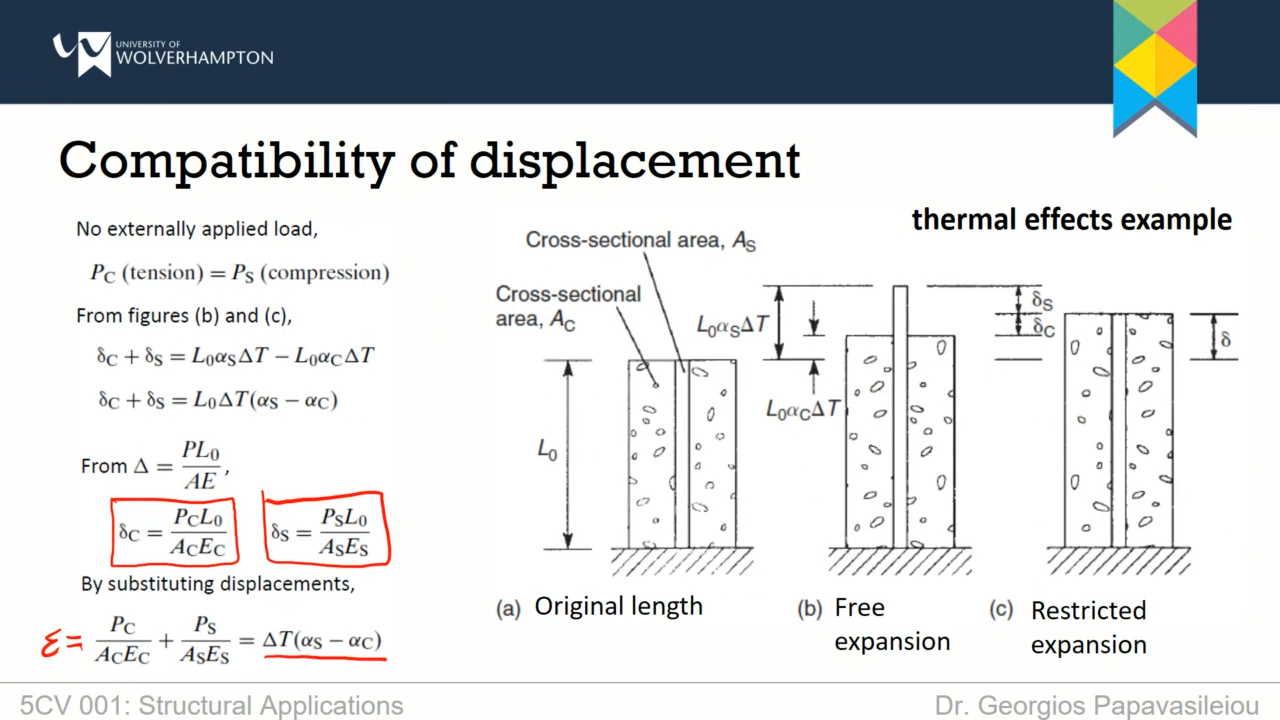 UNIVERSITY OF
WOLVERHAMPTON
Compatibility of displacement
thermal effects example
No externally applied load,
P_C (tension) = P_S (compression)
From figures (b) and (c),
δ_C + δ_S = L_0α_SΔT − L_0α_CΔT
δ_C + δ_S = L_0ΔT(α_S − α_C)
From Δ = PL_0/AE,
δ_C = P_CL_0/A_CE_C δ_S = P_SL_0/A_SE_S
By substituting displacements,
ε = P_C/A_CE_C + P_S/A_SE_S = ΔT(α_S − α_C)
Cross-sectional area, A_S
Cross-sectional
area, A_C
L_0
(a) Original length
L_0α_SΔT
L_0α_CΔT
(b) Free
expansion
δ_S
δ_C
δ
(c) Restricted
expansion
5CV 001: Structural Applications
Dr. Georgios Papavasileiou